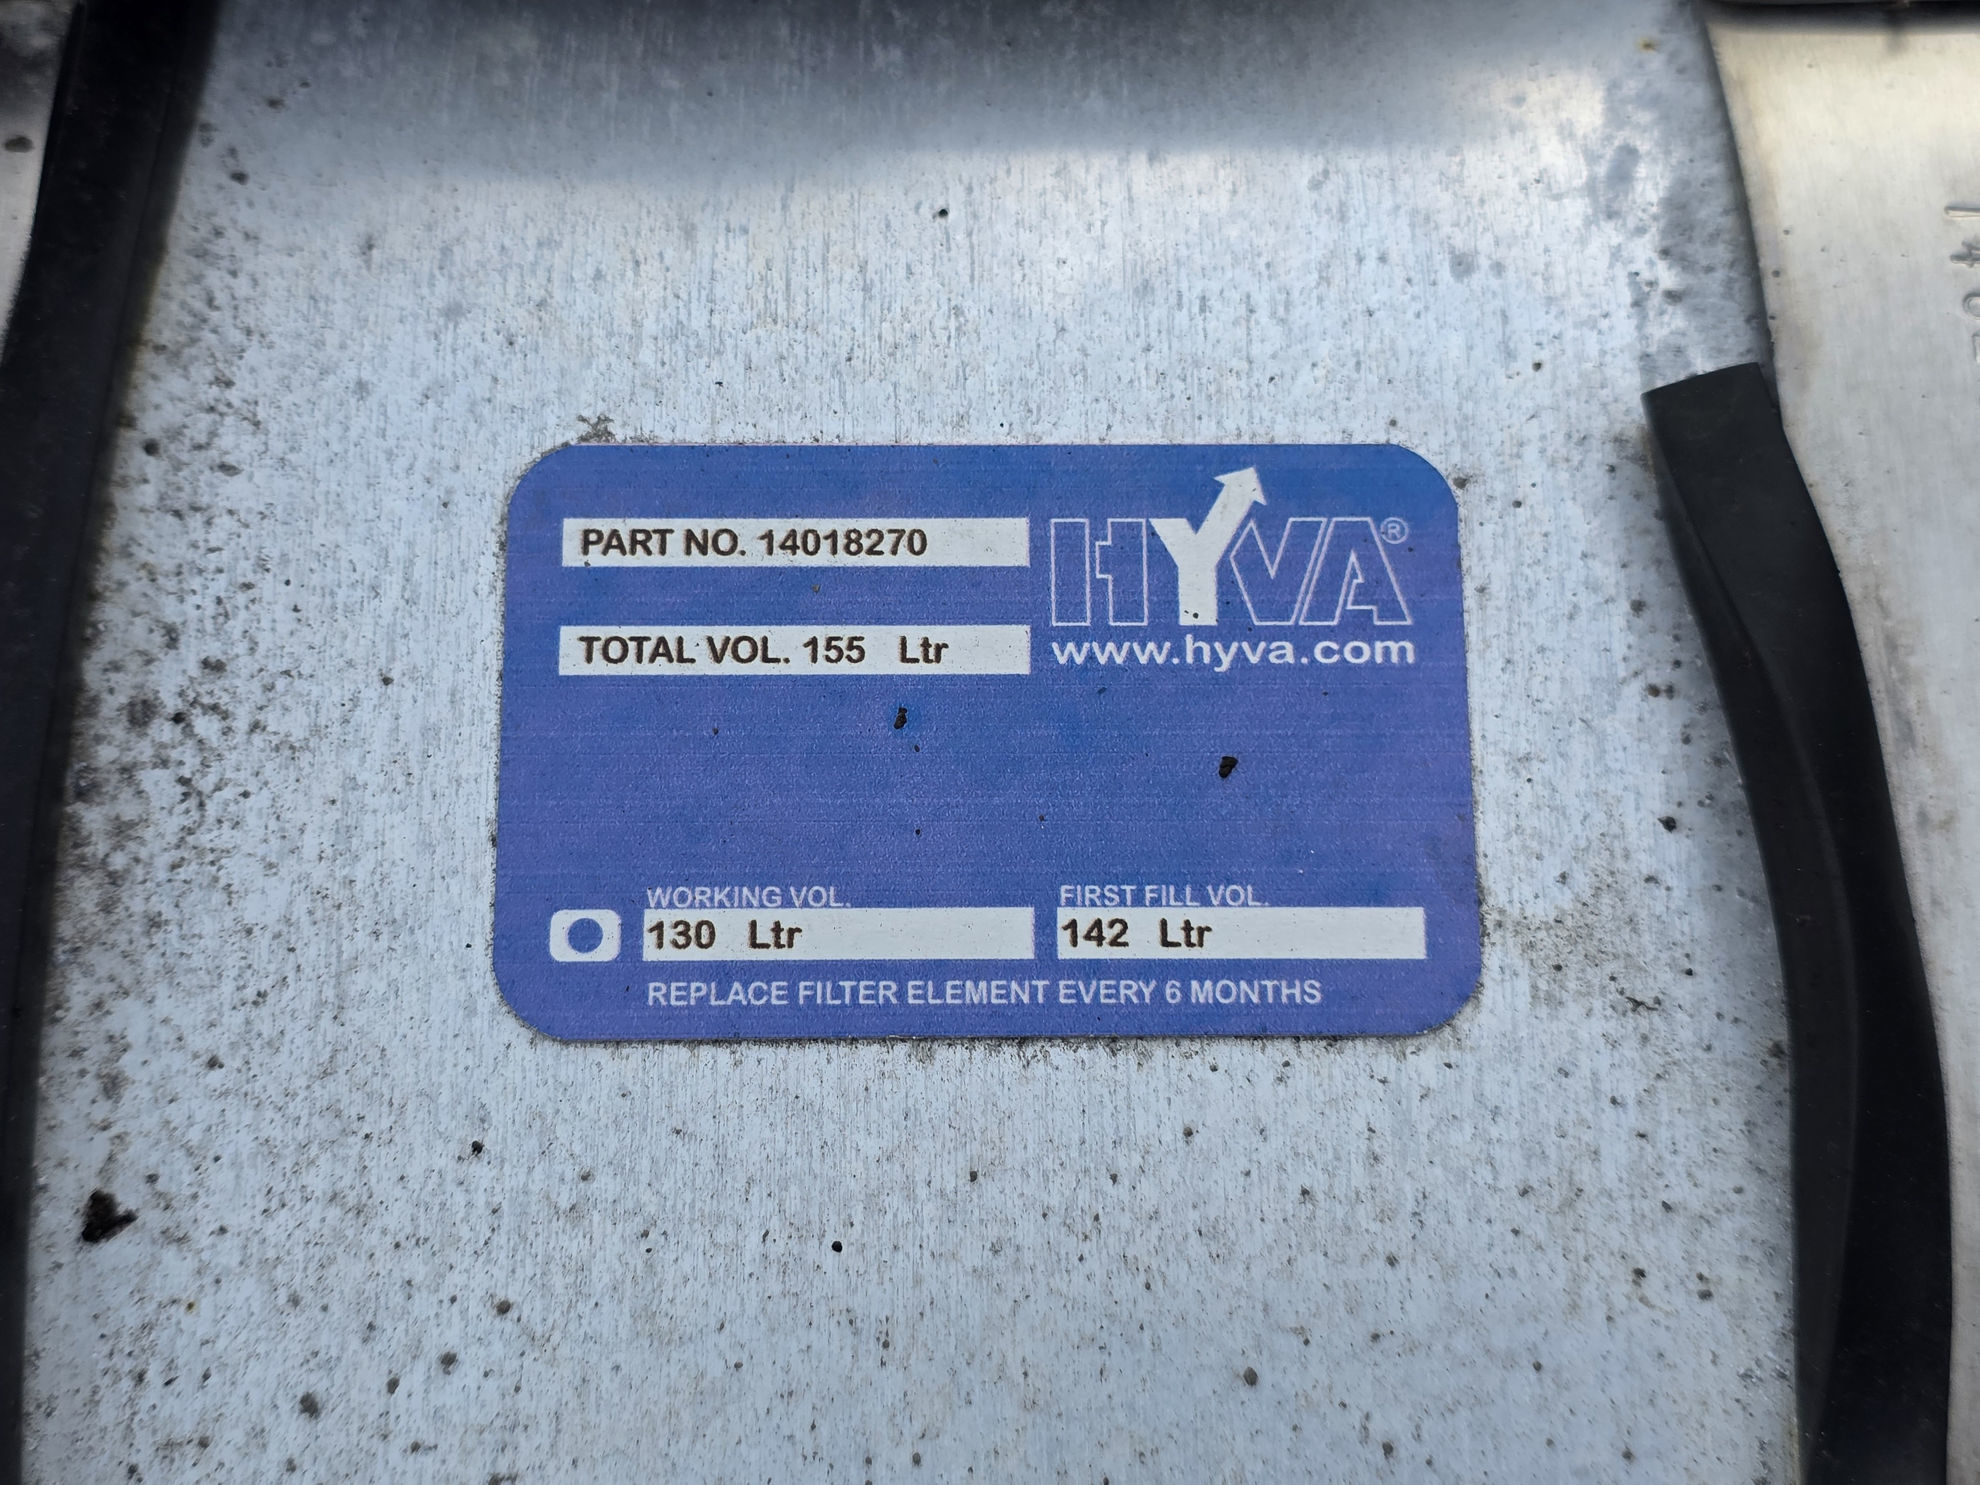 PART NO. 14018270
HYVA®
TOTAL VOL. 155 Ltr
www.hyva.com
WORKING VOL.
FIRST FILL VOL.
130 Ltr
142 Ltr
REPLACE FILTER ELEMENT EVERY 6 MONTHS